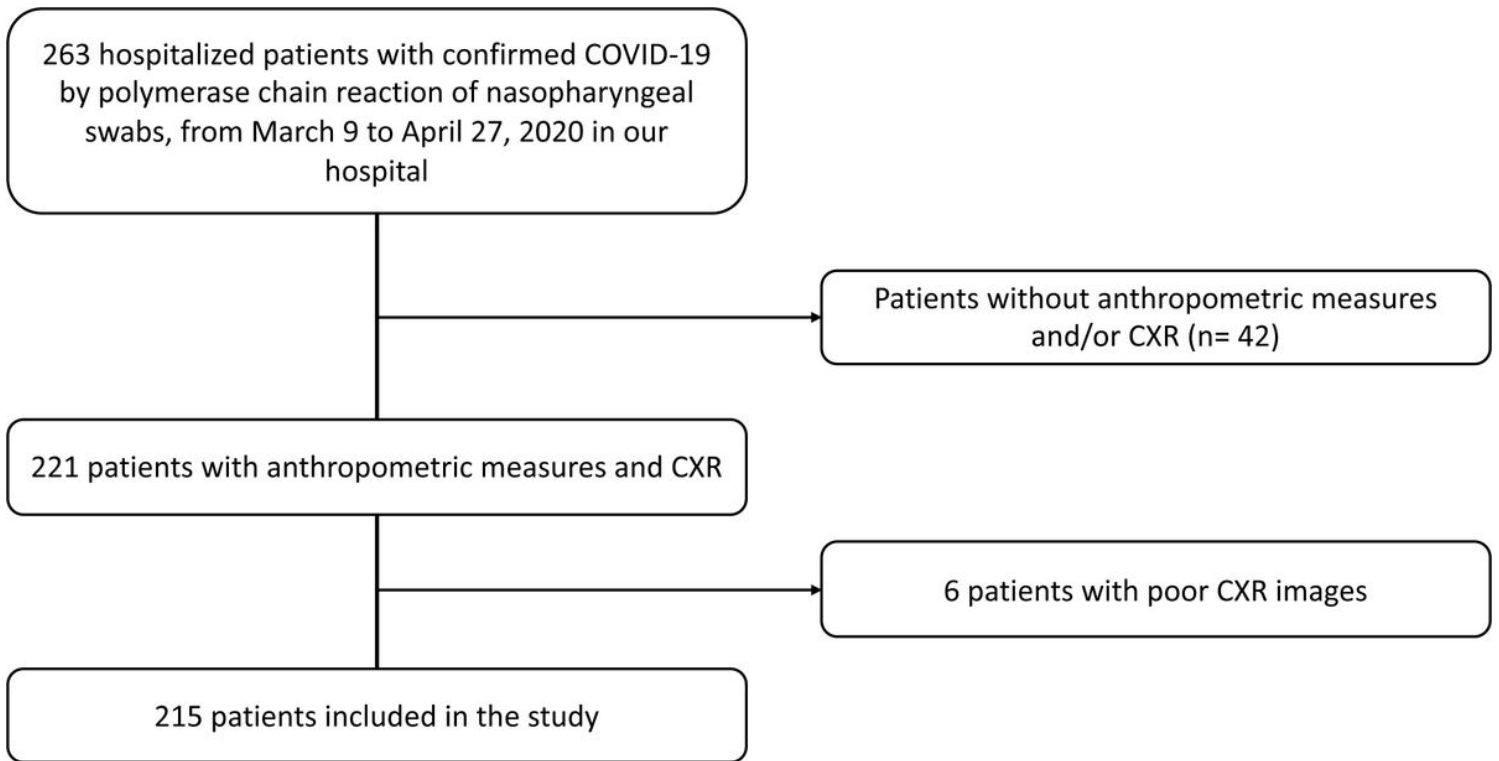 263 hospitalized patients with confirmed COVID-19
by polymerase chain reaction of nasopharyngeal
swabs, from March 9 to April 27, 2020 in our
hospital
Patients without anthropometric measures
and/or CXR (n= 42)
221 patients with anthropometric measures and CXR
6 patients with poor CXR images
215 patients included in the study